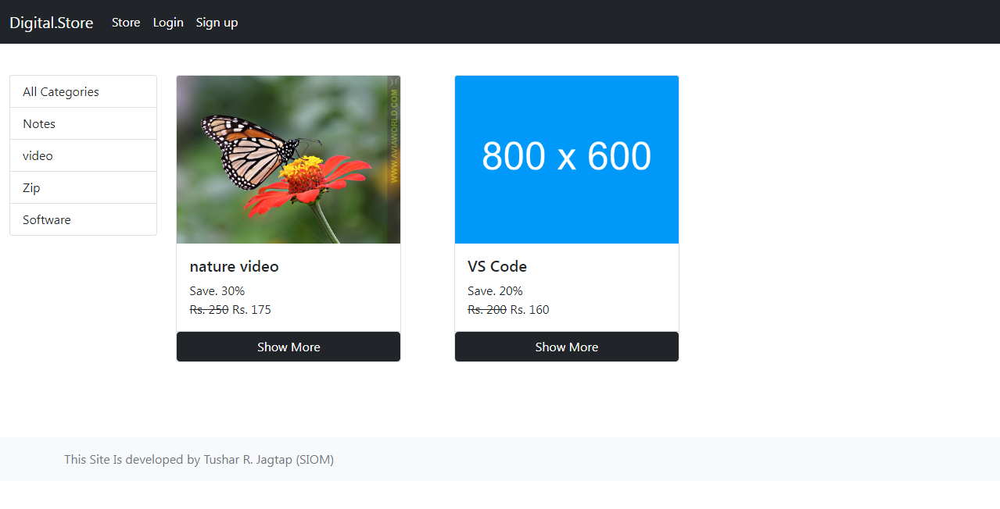 Digital.Store Store Login Sign up
All Categories
Notes
video
Zip
Software
WWW.AVIAWORLD.COM
nature video
Save. 30%
Rs. 250 Rs. 175
Show More
800 x 600
VS Code
Save. 20%
Rs. 200 Rs. 160
Show More
This Site Is developed by Tushar R. Jagtap (SIOM)